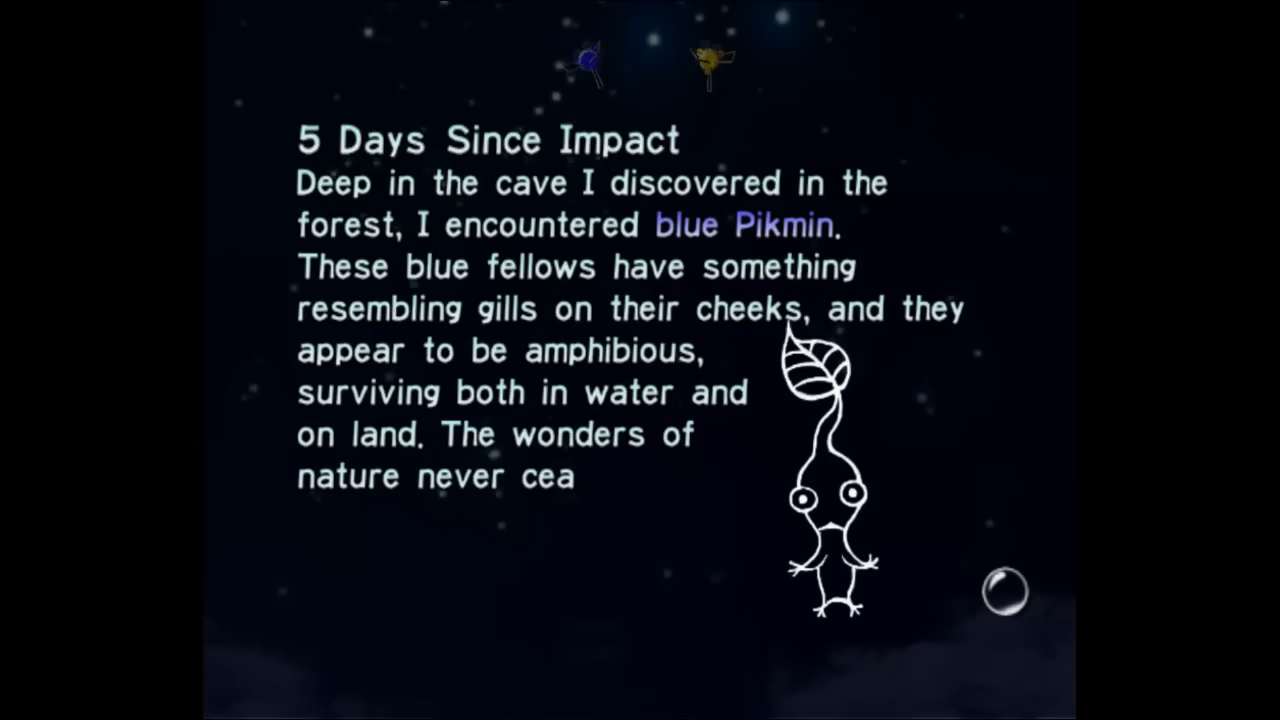 5 Days Since Impact
Deep in the cave I discovered in the
forest, I encountered blue Pikmin.
These blue fellows have something
resembling gills on their cheeks, and they
appear to be amphibious,
surviving both in water and
on land. The wonders of
nature never cea